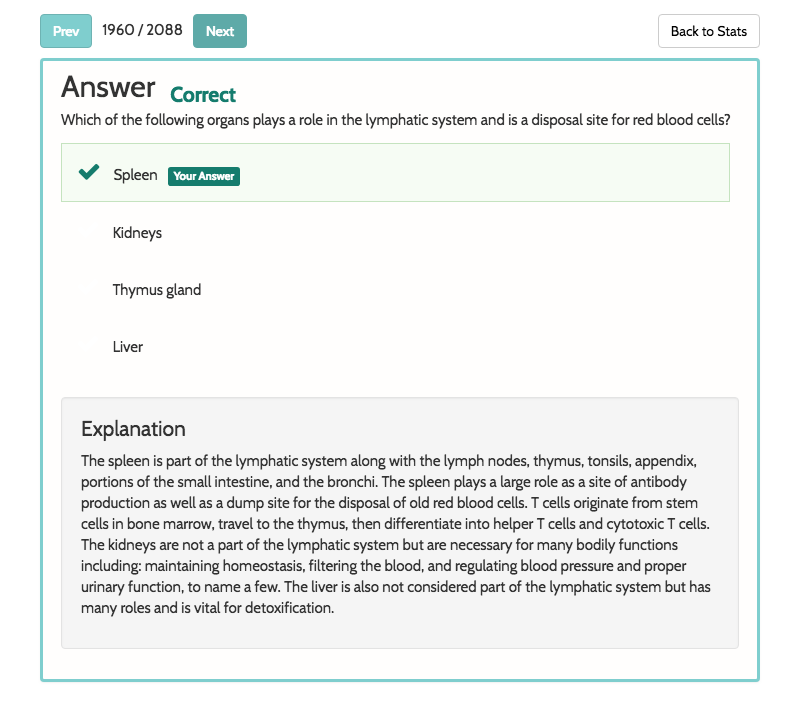 Prev 1960 / 2088 Next Back to Stats
Answer Correct
Which of the following organs plays a role in the lymphatic system and is a disposal site for red blood cells?
Spleen Your Answer
Kidneys
Thymus gland
Liver
Explanation
The spleen is part of the lymphatic system along with the lymph nodes, thymus, tonsils, appendix,
portions of the small intestine, and the bronchi. The spleen plays a large role as a site of antibody
production as well as a dump site for the disposal of old red blood cells. T cells originate from stem
cells in bone marrow, travel to the thymus, then differentiate into helper T cells and cytotoxic T cells.
The kidneys are not a part of the lymphatic system but are necessary for many bodily functions
including: maintaining homeostasis, filtering the blood, and regulating blood pressure and proper
urinary function, to name a few. The liver is also not considered part of the lymphatic system but has
many roles and is vital for detoxification.